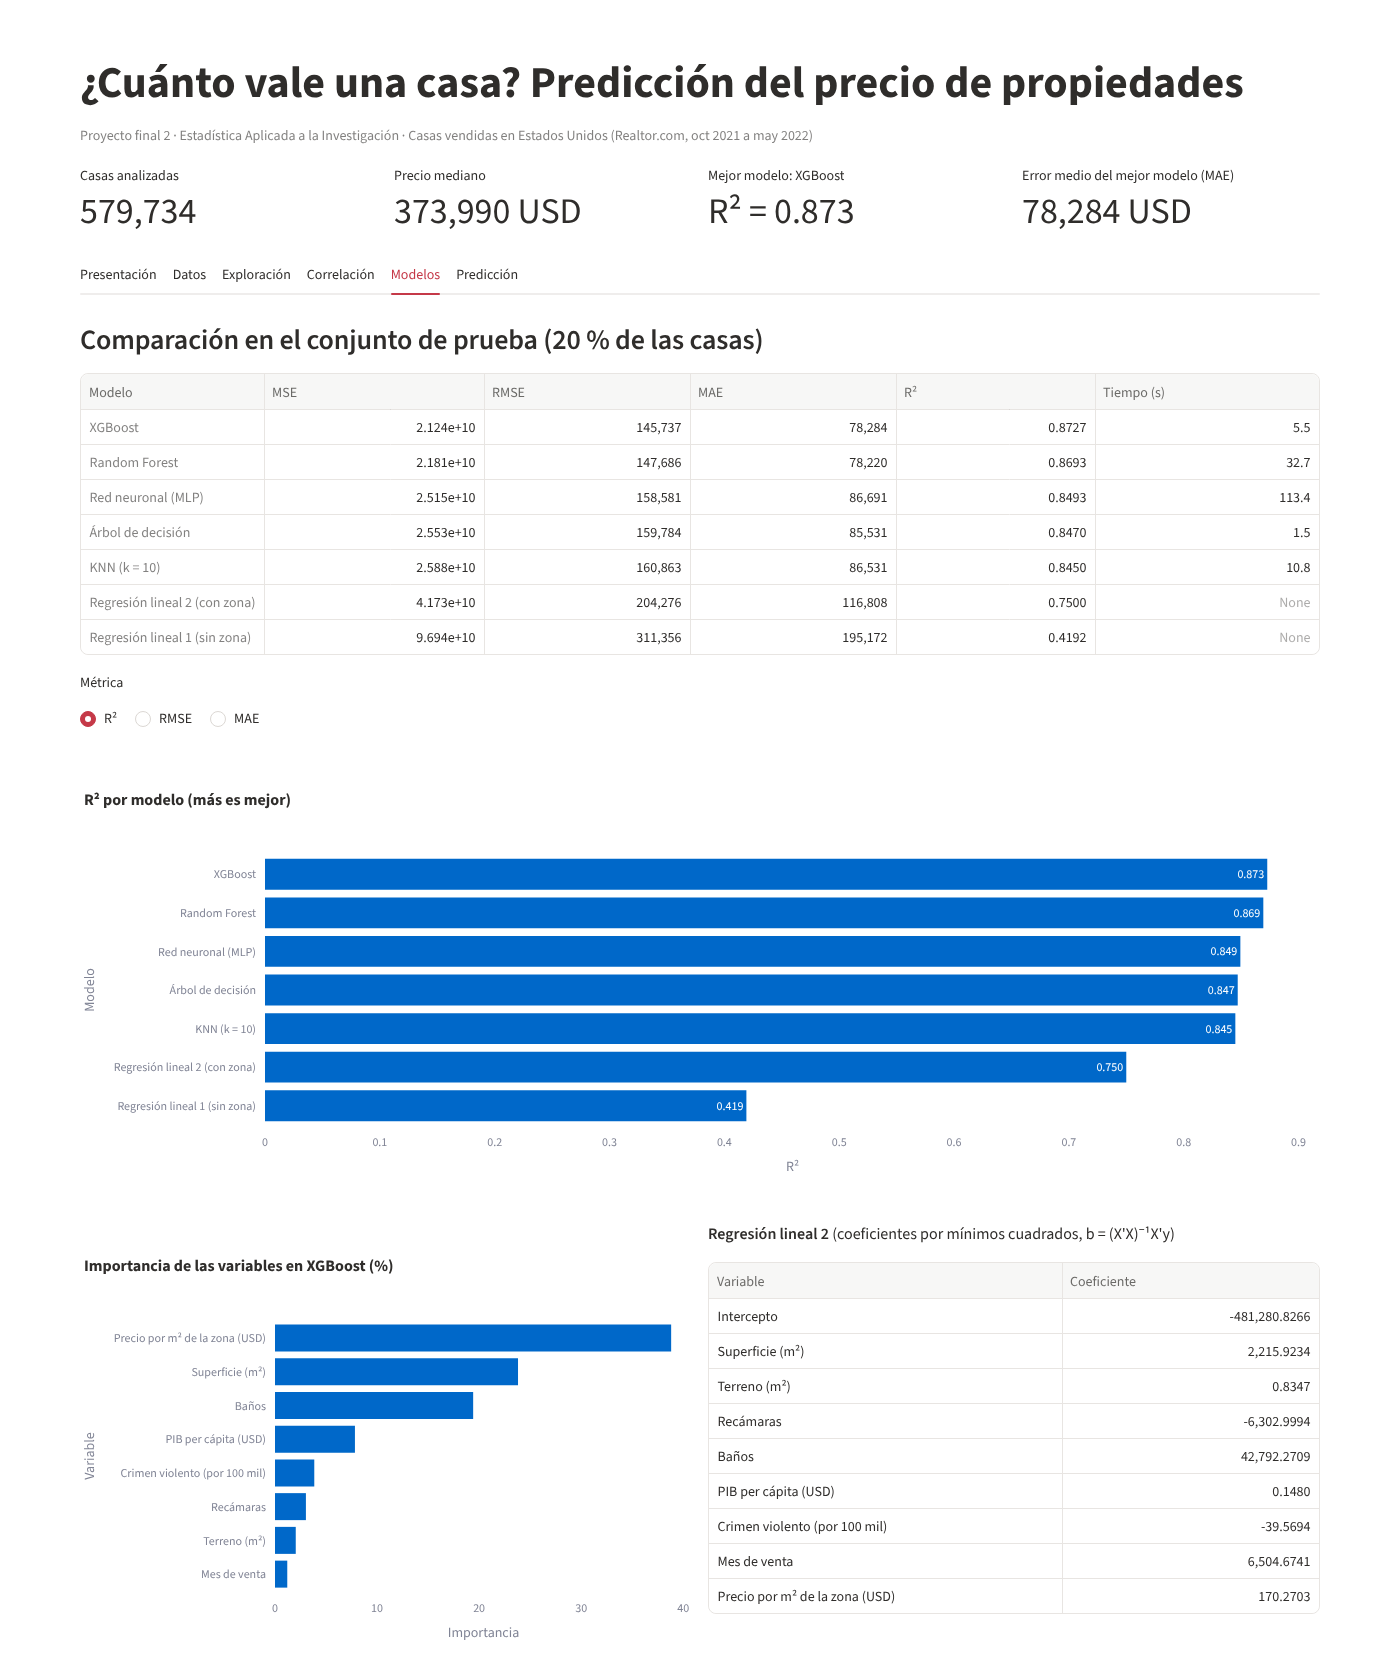 ¿Cuánto vale una casa? Predicción del precio de propiedades
Proyecto final 2 · Estadística Aplicada a la Investigación · Casas vendidas en Estados Unidos (Realtor.com, oct 2021 a may 2022)
Casas analizadas Precio mediano Mejor modelo: XGBoost Error medio del mejor modelo (MAE)
579,734 373,990 USD R² = 0.873 78,284 USD
Presentación Datos Exploración Correlación Modelos Predicción
Comparación en el conjunto de prueba (20 % de las casas)
Modelo MSE RMSE MAE R² Tiempo (s)
XGBoost 2.124e+10 145,737 78,284 0.8727 5.5
Random Forest 2.181e+10 147,686 78,220 0.8693 32.7
Red neuronal (MLP) 2.515e+10 158,581 86,691 0.8493 113.4
Árbol de decisión 2.553e+10 159,784 85,531 0.8470 1.5
KNN (k = 10) 2.588e+10 160,863 86,531 0.8450 10.8
Regresión lineal 2 (con zona) 4.173e+10 204,276 116,808 0.7500 None
Regresión lineal 1 (sin zona) 9.694e+10 311,356 195,172 0.4192 None
Métrica
R² RMSE MAE
R² por modelo (más es mejor)
Modelo
XGBoost 0.873
Random Forest 0.869
Red neuronal (MLP) 0.849
Árbol de decisión 0.847
KNN (k = 10) 0.845
Regresión lineal 2 (con zona) 0.750
Regresión lineal 1 (sin zona) 0.419
0 0.1 0.2 0.3 0.4 0.5 0.6 0.7 0.8 0.9
R²
Importancia de las variables en XGBoost (%)
Variable
Precio por m² de la zona (USD)
Superficie (m²)
Baños
PIB per cápita (USD)
Crimen violento (por 100 mil)
Recámaras
Terreno (m²)
Mes de venta
0 10 20 30 40
Importancia
Regresión lineal 2 (coeficientes por mínimos cuadrados, b = (X'X)⁻¹X'y)
Variable Coeficiente
Intercepto -481,280.8266
Superficie (m²) 2,215.9234
Terreno (m²) 0.8347
Recámaras -6,302.9994
Baños 42,792.2709
PIB per cápita (USD) 0.1480
Crimen violento (por 100 mil) -39.5694
Mes de venta 6,504.6741
Precio por m² de la zona (USD) 170.2703